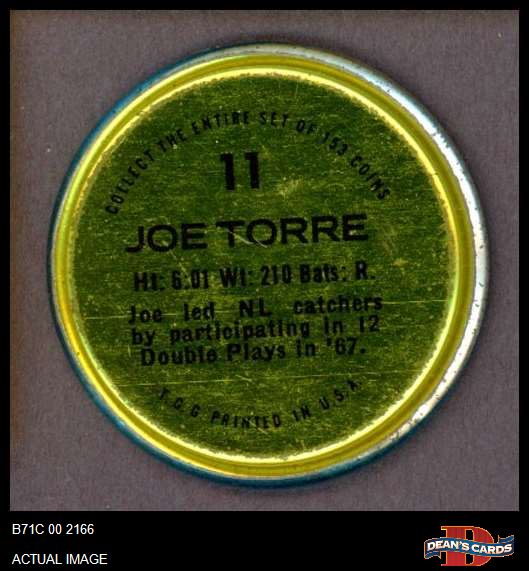 COLLECT THE ENTIRE SET OF 153 COINS
11
JOE TORRE
Ht: 6.01 Wt: 210 Bats: R.
Joe led NL catchers
by participating in 12
Double Plays in '67.
T.C.G PRINTED IN U.S.A.
B71C 00 2166
ACTUAL IMAGE
D
DEAN'S CARDS